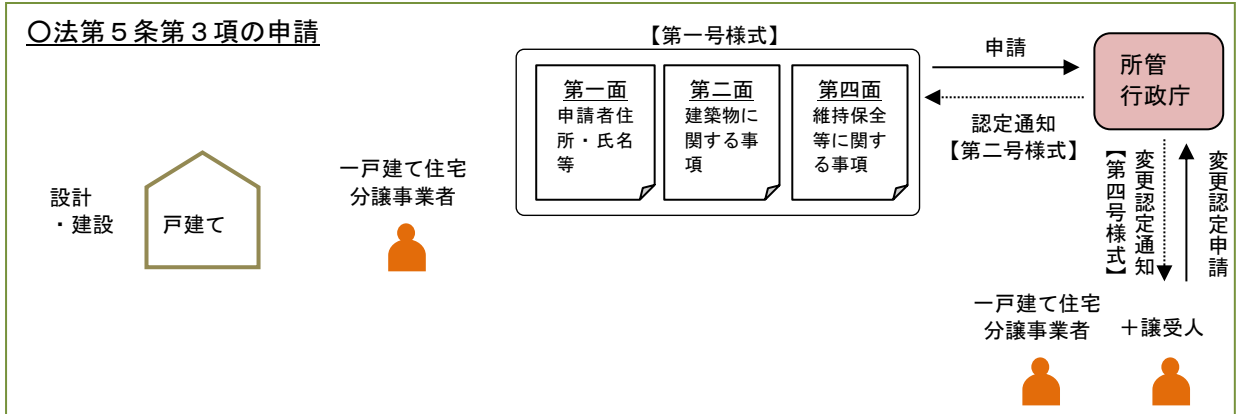 〇法第５条第３項の申請
設計
・建設
戸建て
一戸建て住宅
分譲事業者
【第一号様式】
第一面
申請者住
所・氏名
等
第二面
建築物に
関する事
項
第四面
維持保全
等に関す
る事項
申請
認定通知
【第二号様式】
所管
行政庁
変更認定申請
変更認定通知
【第四号様式】
一戸建て住宅
分譲事業者
＋譲受人